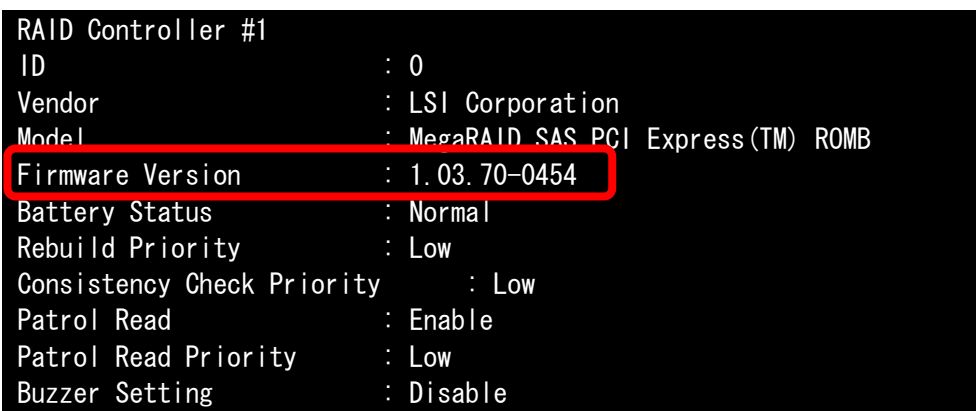 RAID Controller #1
ID : 0
Vendor : LSI Corporation
Model : MegaRAID SAS PCI Express(TM) ROMB
Firmware Version : 1.03.70-0454
Battery Status : Normal
Rebuild Priority : Low
Consistency Check Priority : Low
Patrol Read : Enable
Patrol Read Priority : Low
Buzzer Setting : Disable